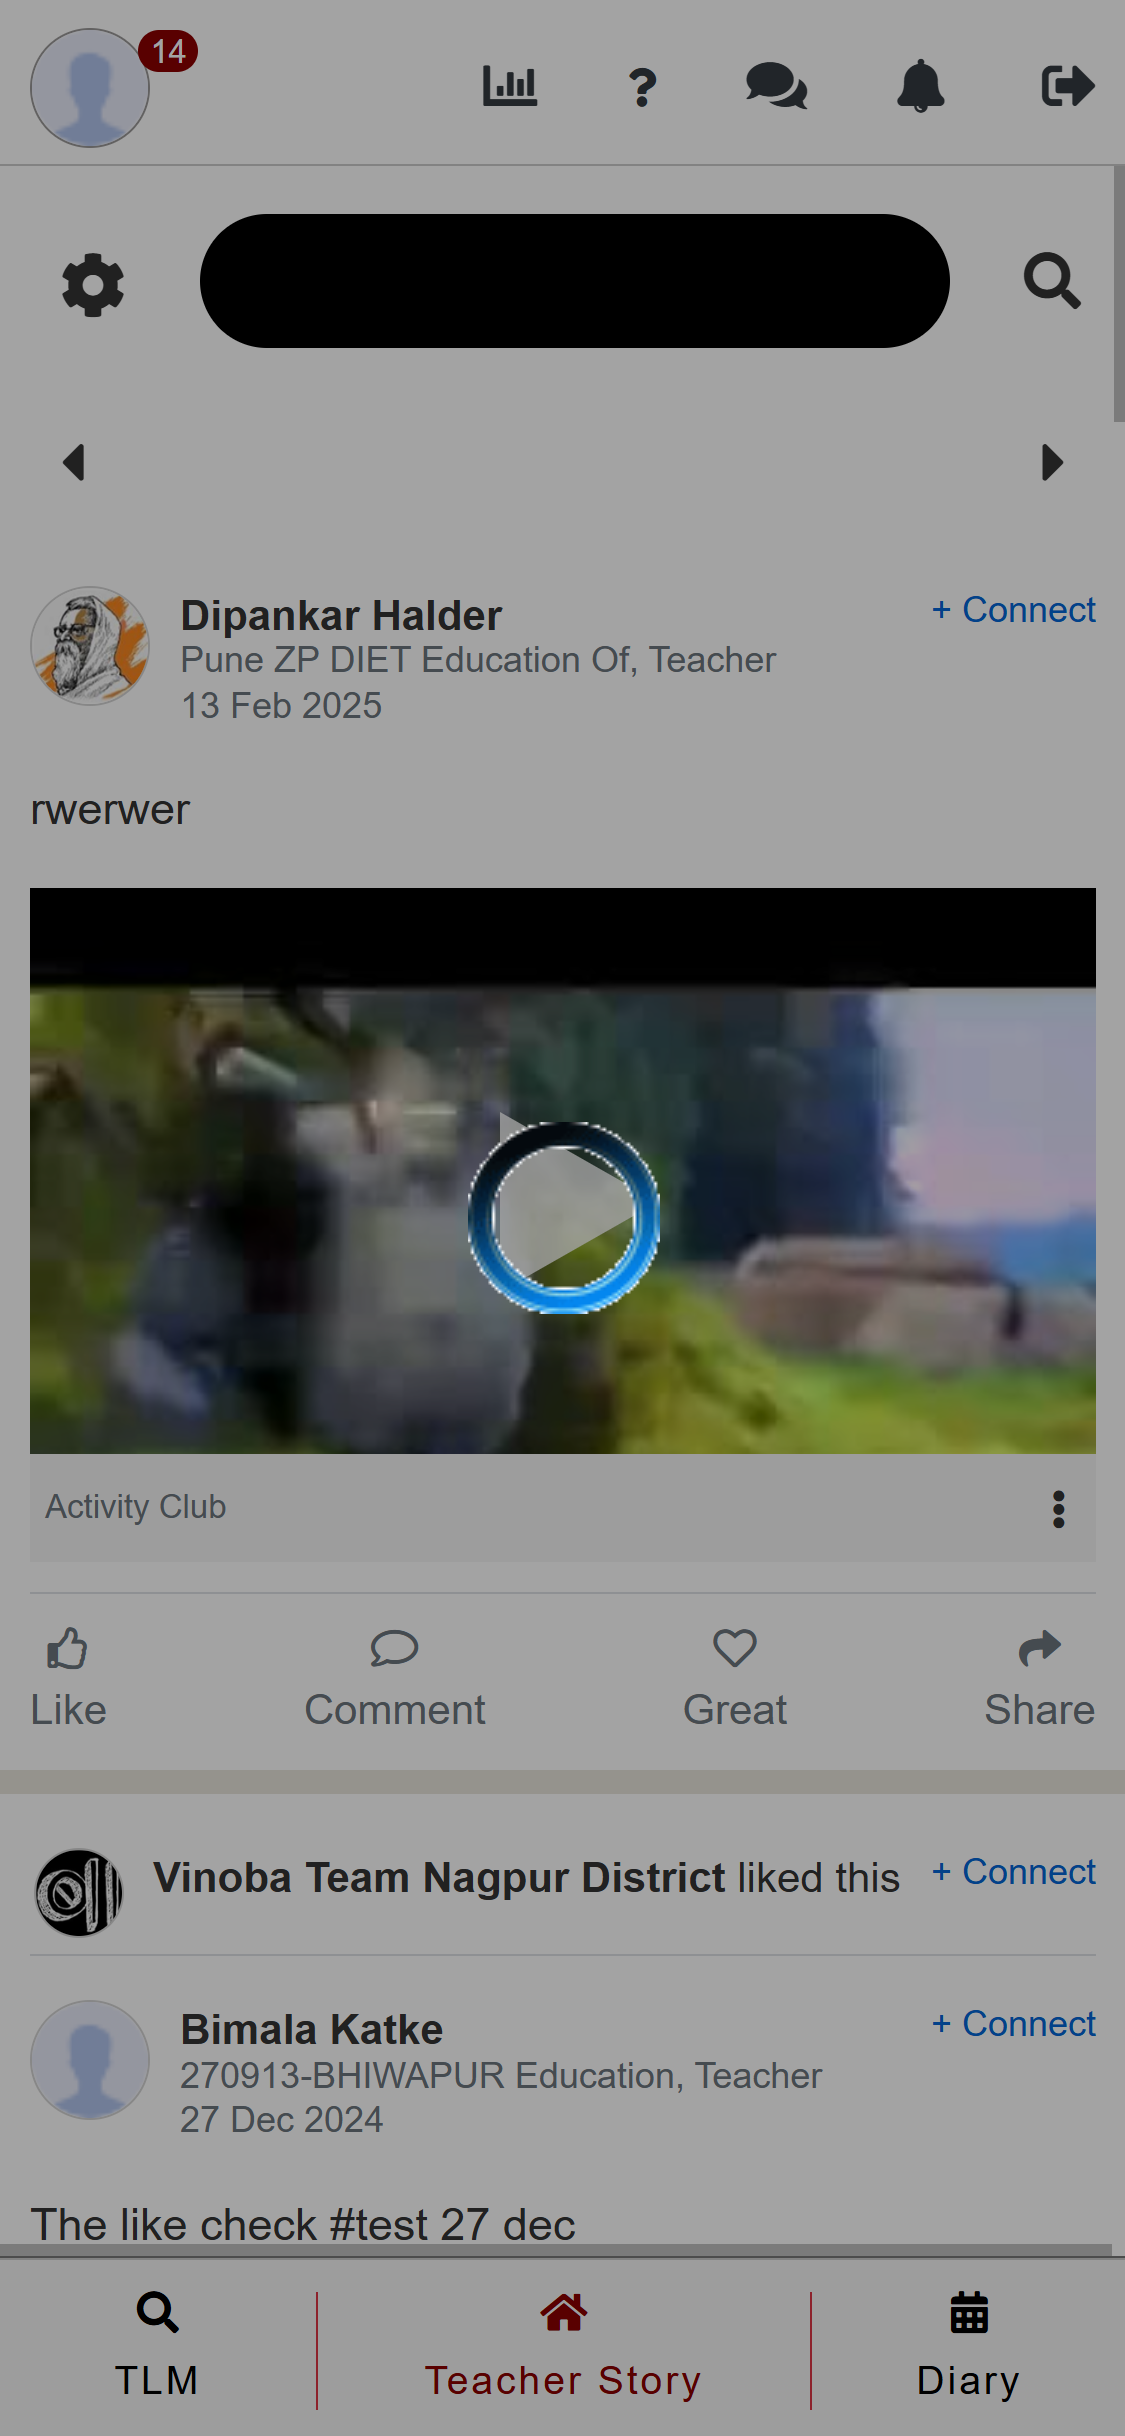 14
Dipankar Halder
+ Connect
Pune ZP DIET Education Of, Teacher
13 Feb 2025
rwerwer
Activity Club
Like
Comment
Great
Share
Vinoba Team Nagpur District liked this
+ Connect
Bimala Katke
+ Connect
270913-BHIWAPUR Education, Teacher
27 Dec 2024
The like check #test 27 dec
TLM
Teacher Story
Diary